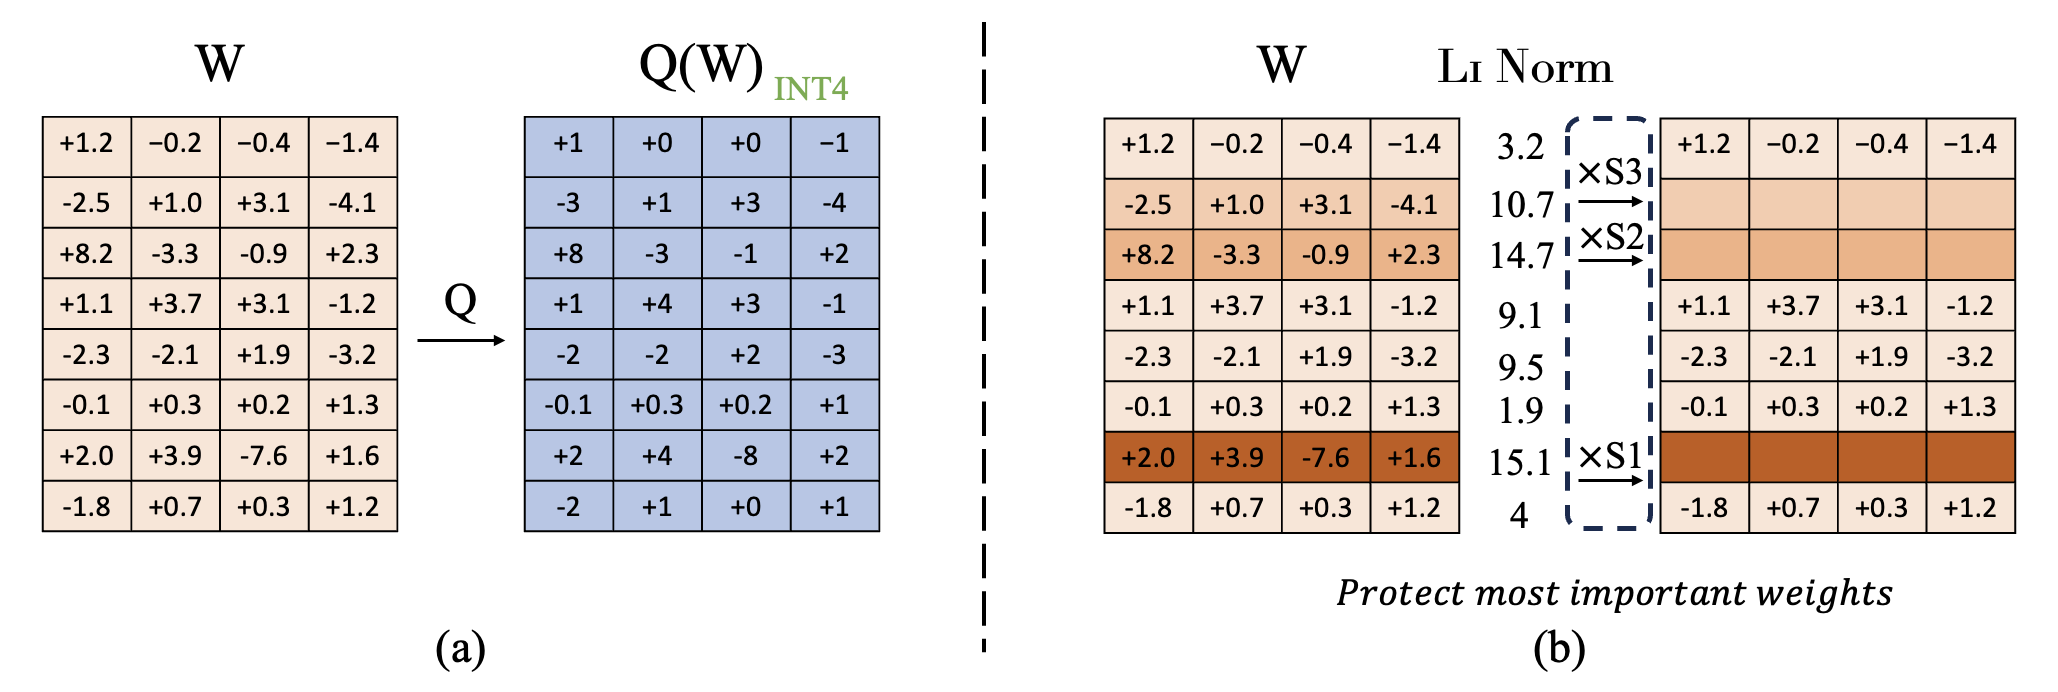 W
Q(W) INT4
+1.2 −0.2 −0.4 −1.4
-2.5 +1.0 +3.1 -4.1
+8.2 -3.3 -0.9 +2.3
+1.1 +3.7 +3.1 -1.2
-2.3 -2.1 +1.9 -3.2
-0.1 +0.3 +0.2 +1.3
+2.0 +3.9 -7.6 +1.6
-1.8 +0.7 +0.3 +1.2
Q
+1 +0 +0 −1
-3 +1 +3 -4
+8 -3 -1 +2
+1 +4 +3 -1
-2 -2 +2 -3
-0.1 +0.3 +0.2 +1
+2 +4 -8 +2
-2 +1 +0 +1
(a)
W
L1 Norm
+1.2 −0.2 −0.4 −1.4
-2.5 +1.0 +3.1 -4.1
+8.2 -3.3 -0.9 +2.3
+1.1 +3.7 +3.1 -1.2
-2.3 -2.1 +1.9 -3.2
-0.1 +0.3 +0.2 +1.3
+2.0 +3.9 -7.6 +1.6
-1.8 +0.7 +0.3 +1.2
3.2
10.7
14.7
9.1
9.5
1.9
15.1
4
×S3
×S2
×S1
+1.2 −0.2 −0.4 −1.4
+1.1 +3.7 +3.1 -1.2
-2.3 -2.1 +1.9 -3.2
-0.1 +0.3 +0.2 +1.3
-1.8 +0.7 +0.3 +1.2
Protect most important weights
(b)